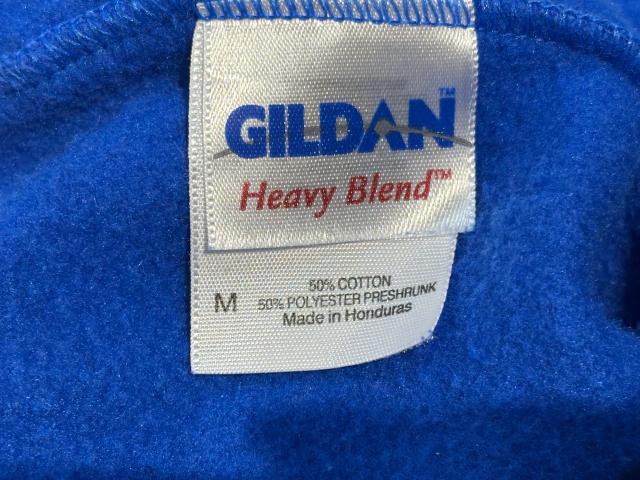 GILDAN™
Heavy Blend™
M
50% COTTON
50% POLYESTER PRESHRUNK
Made in Honduras